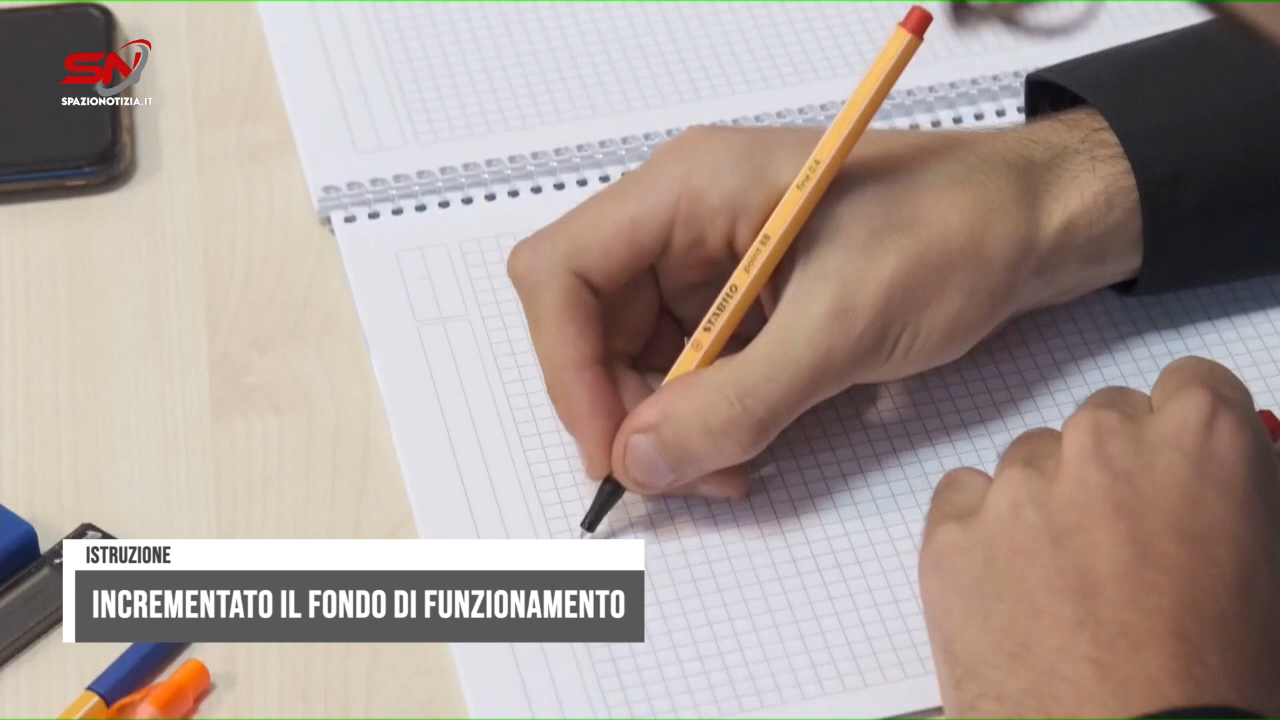 SN
SPAZIONOTIZIA.IT
fine 0.4
point 88
STABILO
ISTRUZIONE
INCREMENTATO IL FONDO DI FUNZIONAMENTO